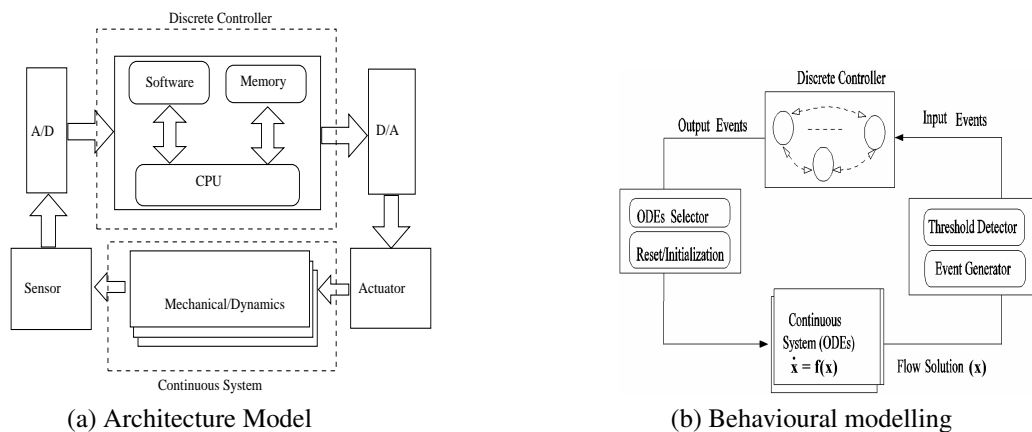 Discrete Controller
Software
Memory
A/D
D/A
CPU
Sensor
Mechanical/Dynamics
Actuator
Continuous System
(a) Architecture Model
Discrete Controller
Output Events
Input Events
ODEs Selector
Reset/Initialization
Threshold Detector
Event Generator
Continuous
System (ODEs)
ẋ = f(x)
Flow Solution (x)
(b) Behavioural modelling